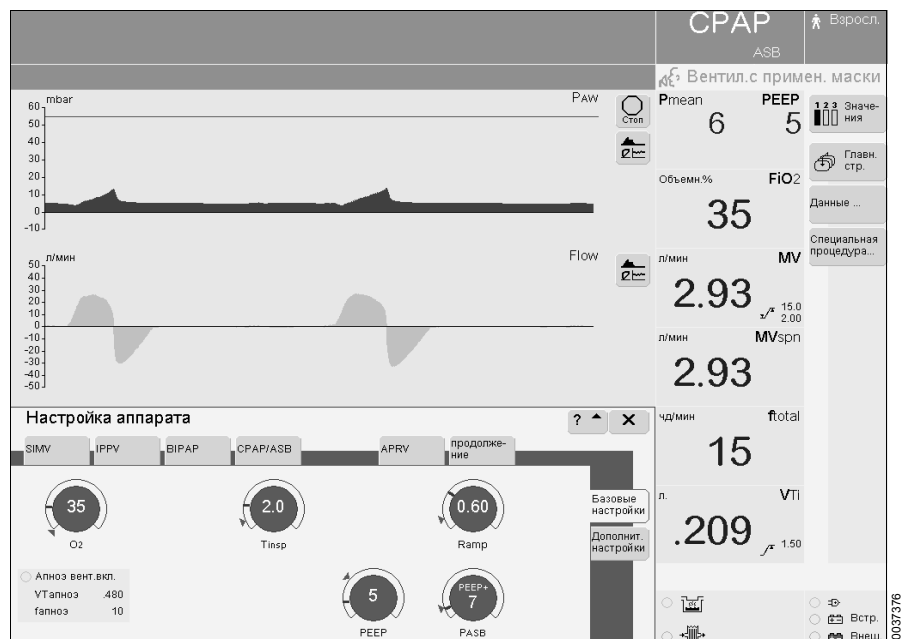 CPAP
ASB
Взросл.
Вентил.с примен. маски
mbar
Paw
60
50
40
30
20
10
0
-10
Стоп
Pmean
PEEP
6
5
1 2 3 Значе-
ния
Главн.
стр.
Данные ...
Специальная
процедура...
Объемн.%
FiO2
35
л/мин
Flow
50
40
30
20
10
0
-10
-20
-30
-40
-50
л/мин
MV
2.93
15.0
2.00
л/мин
MVspn
2.93
Настройка аппарата
?
X
SIMV
IPPV
BIPAP
CPAP/ASB
APRV
продолже-
ние
чд/мин
ftotal
15
35
O2
2.0
Tinsp
0.60
Ramp
Базовые
настройки
Дополнит.
настройки
л.
VTi
.209
1.50
Апноэ вент.вкл.
VTапноэ .480
fапноэ 10
5
PEEP
PEEP+
7
PASB
Встр.
Внеш.
0037376